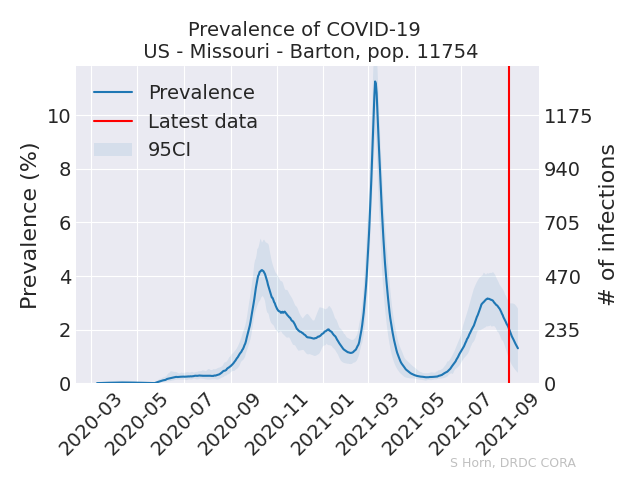 Prevalence of COVID-19
US - Missouri - Barton, pop. 11754
Prevalence
Latest data
95CI
Prevalence (%)
10
8
6
4
2
0
1175
940
705
470
235
0
# of infections
2020-03
2020-05
2020-07
2020-09
2020-11
2021-01
2021-03
2021-05
2021-07
2021-09
S Horn, DRDC CORA